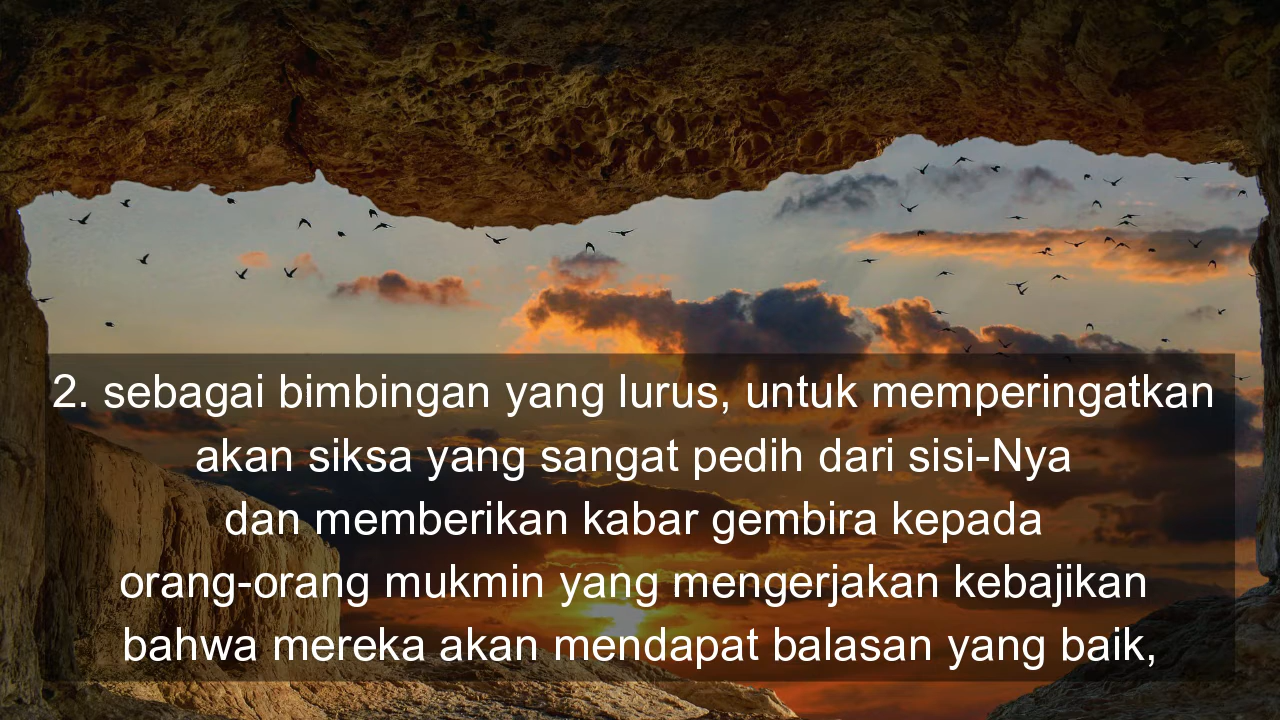 2. sebagai bimbingan yang lurus, untuk memperingatkan
akan siksa yang sangat pedih dari sisi-Nya
dan memberikan kabar gembira kepada
orang-orang mukmin yang mengerjakan kebajikan
bahwa mereka akan mendapat balasan yang baik,